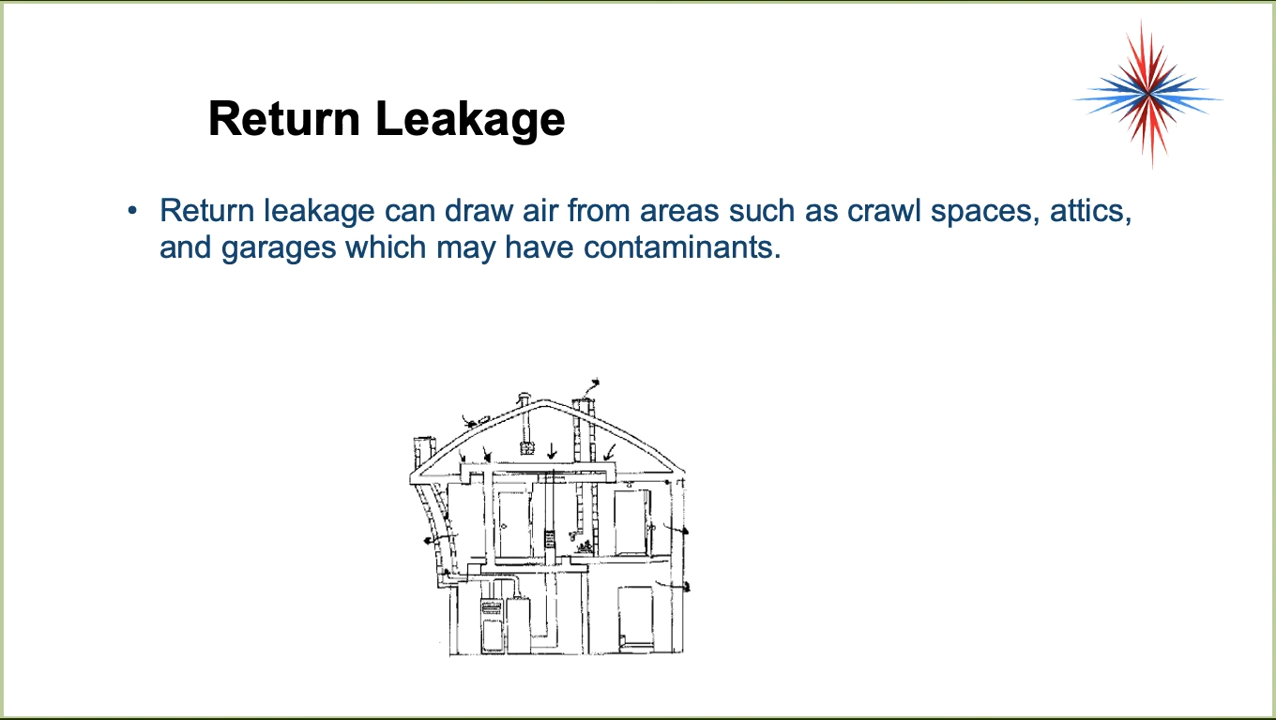 Return Leakage
• Return leakage can draw air from areas such as crawl spaces, attics,
and garages which may have contaminants.